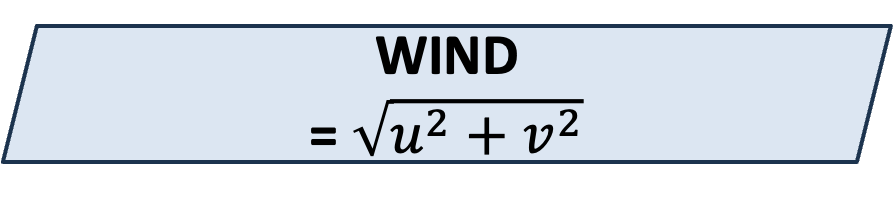 WIND
= √u² + v²